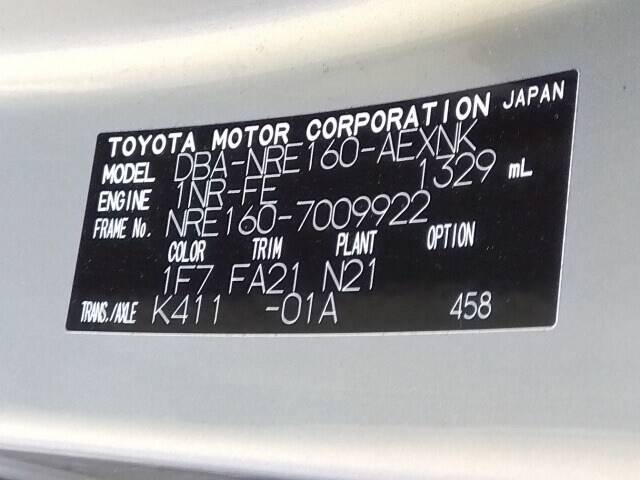 TOYOTA MOTOR CORPORATION JAPAN
MODEL DBA-NRE160-AEXNK
ENGINE 1NR-FE 1329 mL
FRAME No. NRE160-7009922
COLOR TRIM PLANT OPTION
1F7 FA21 N21
TRANS./AXLE K411 -01A 458